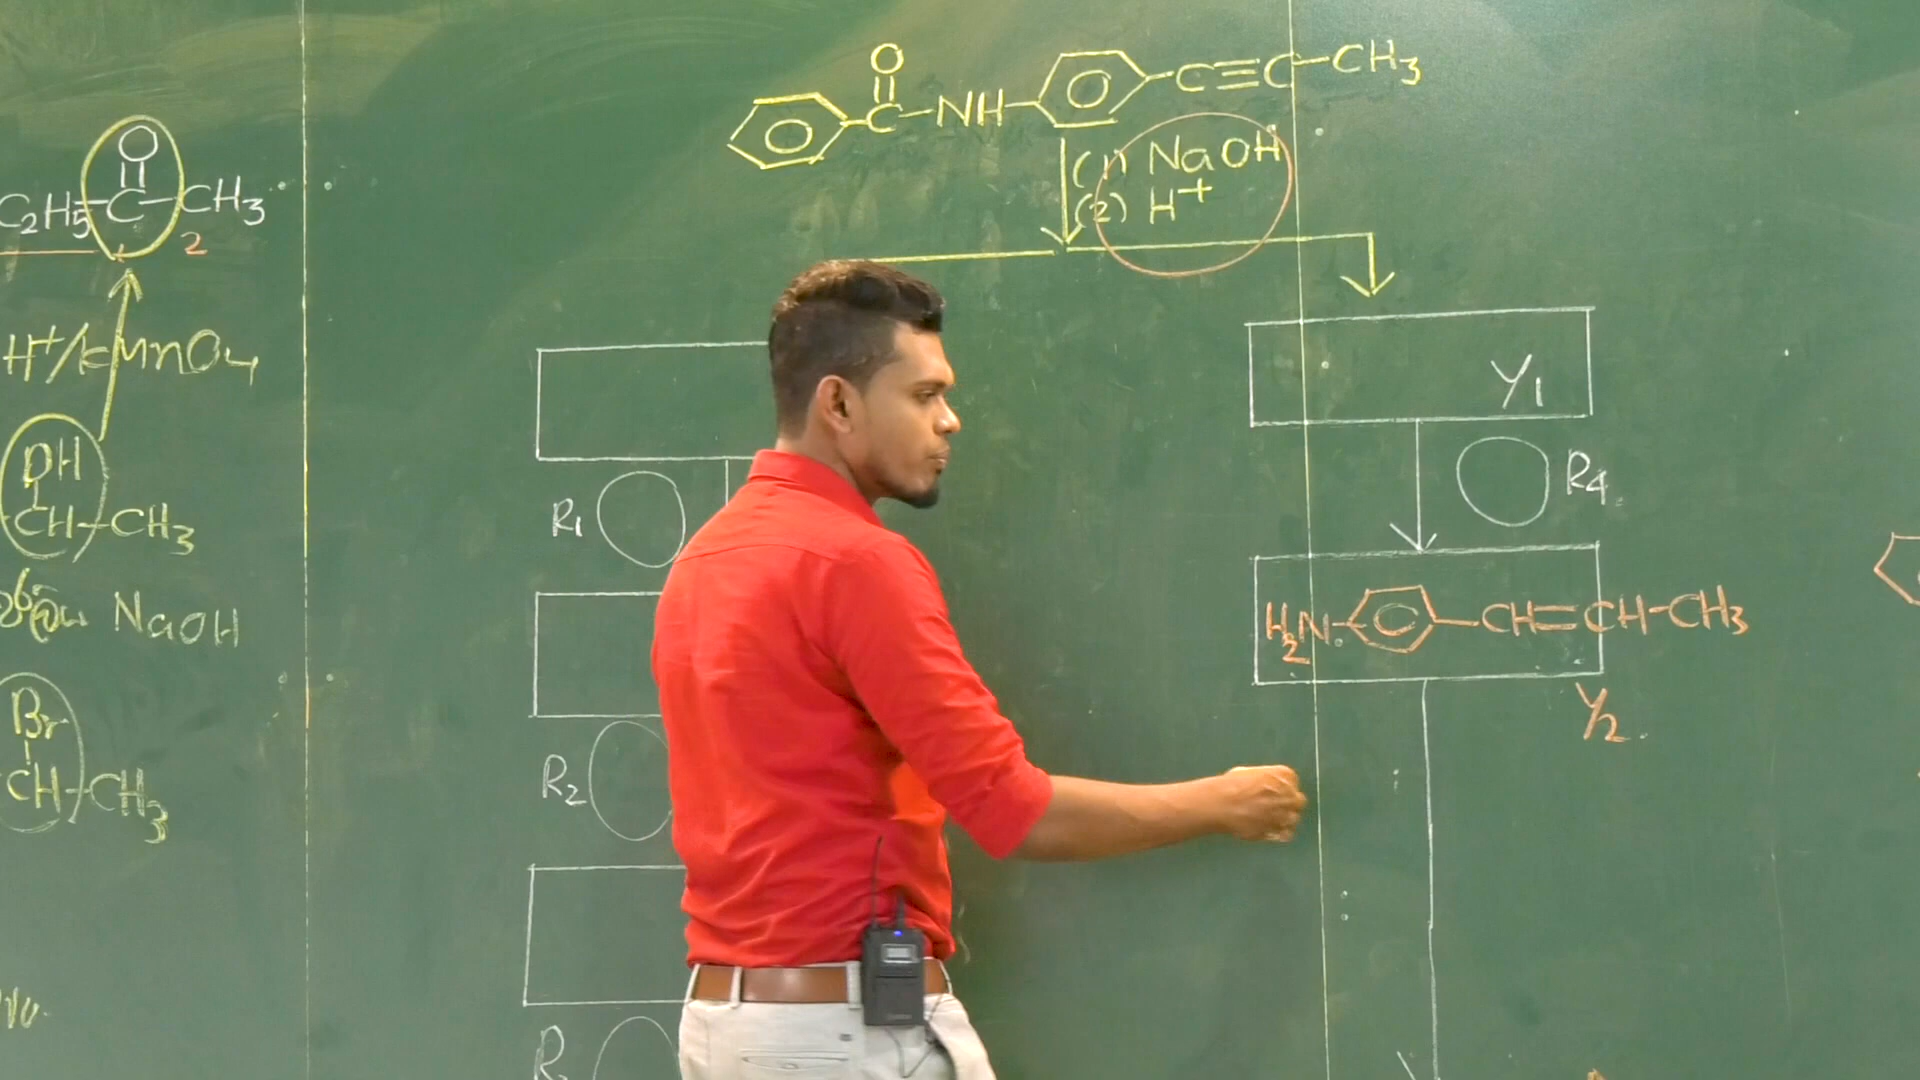 O
C-NH- -C≡C-CH3
(1) NaOH
(2) H+
O
C2H5-C-CH3
2
H+/KMnO4
OH
CH-CH3
NaOH
Br
CH-CH3
R1
R2
Y1
R4
H2N- -CH=CH-CH3
Y2